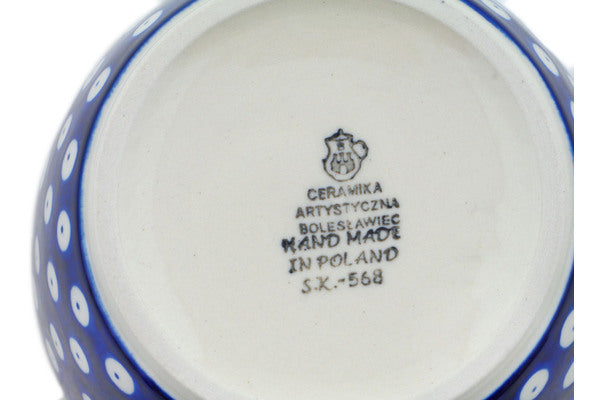 CERAMIKA
ARTYSTYCZNA
BOLESŁAWIEC
HAND MADE
IN POLAND
S.K.-568